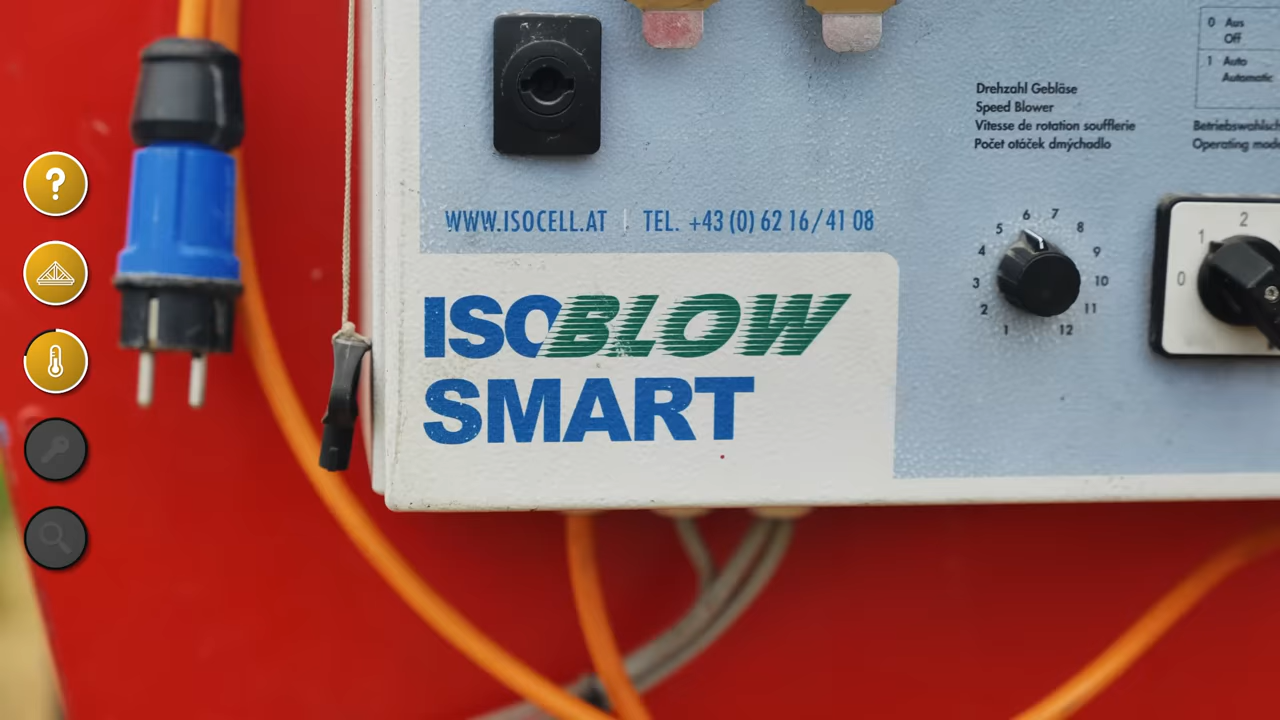 0 Aus
Off
1 Auto
Automatic
Drehzahl Gebläse
Speed Blower
Vitesse de rotation soufflerie
Počet otáček dmýchadlo
Betriebswahlsch
Operating mode
WWW.ISOCELL.AT | TEL. +43 (0) 62 16/41 08
1 2 3 4 5 6 7 8 9 10 11 12
0 1 2
ISOBLOW
SMART